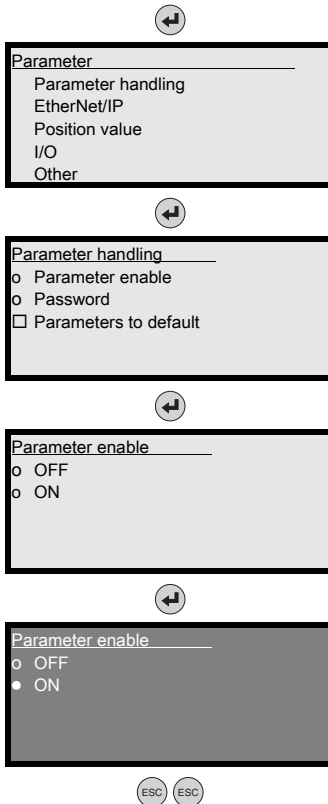 Parameter
Parameter handling
EtherNet/IP
Position value
I/O
Other
Parameter handling
o Parameter enable
o Password
☐ Parameters to default
Parameter enable
o OFF
o ON
Parameter enable
o OFF
● ON
ESC ESC